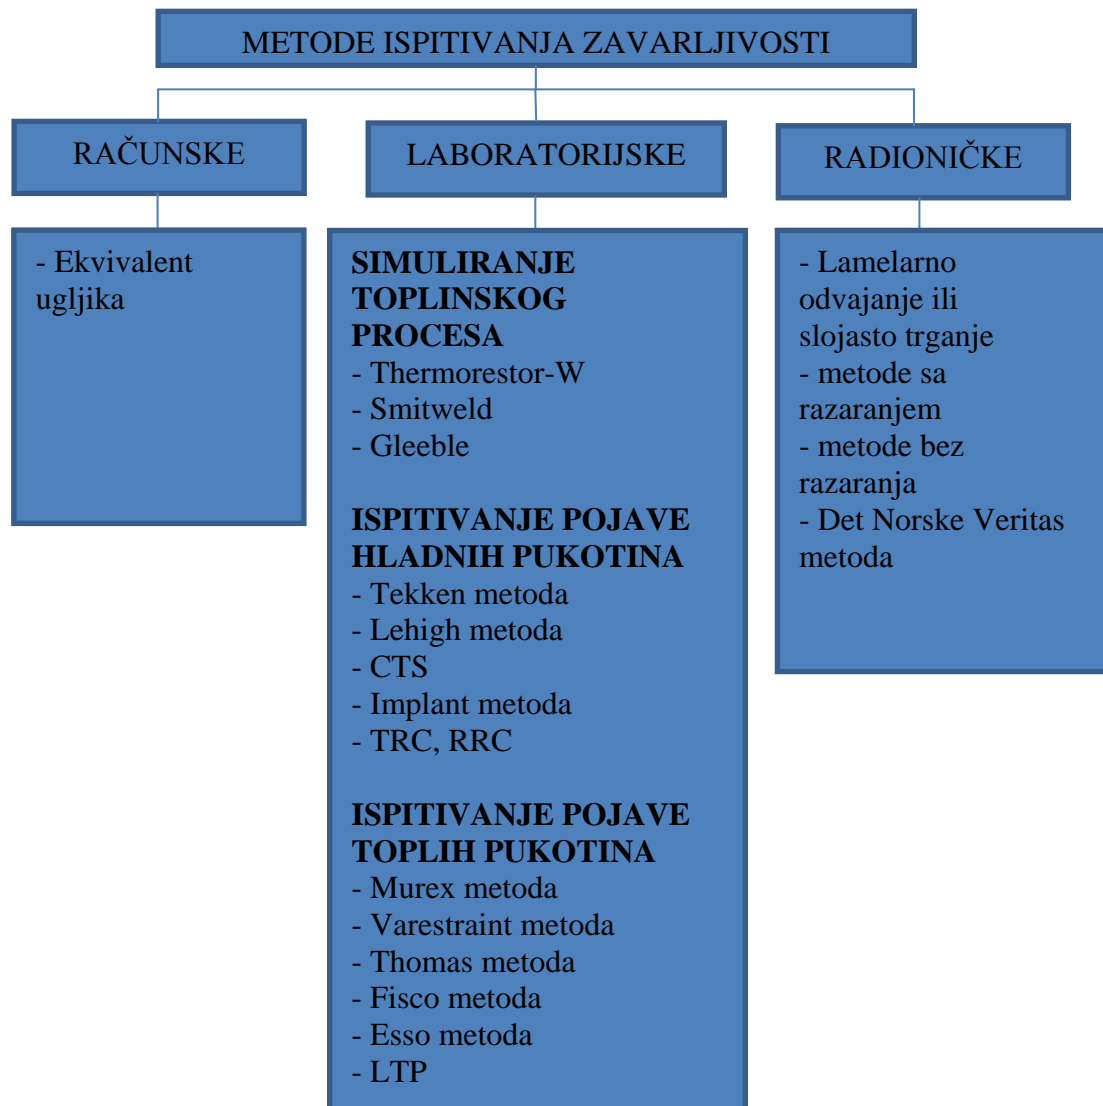 METODE ISPITIVANJA ZAVARLJIVOSTI
RAČUNSKE
LABORATORIJSKE
RADIONIČKE
- Ekvivalent
ugljika
SIMULIRANJE
TOPLINSKOG
PROCESA
- Thermorestor-W
- Smitweld
- Gleeble
ISPITIVANJE POJAVE
HLADNIH PUKOTINA
- Tekken metoda
- Lehigh metoda
- CTS
- Implant metoda
- TRC, RRC
ISPITIVANJE POJAVE
TOPLIH PUKOTINA
- Murex metoda
- Varestraint metoda
- Thomas metoda
- Fisco metoda
- Esso metoda
- LTP
- Lamelarno
odvajanje ili
slojasto trganje
- metode sa
razaranjem
- metode bez
razaranja
- Det Norske Veritas
metoda